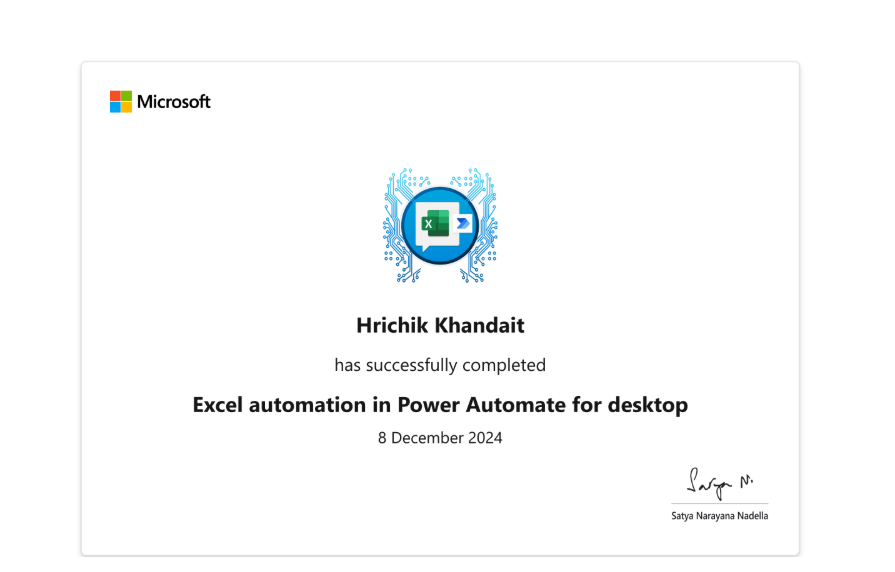 Microsoft
Hrichik Khandait
has successfully completed
Excel automation in Power Automate for desktop
8 December 2024
Satya N.
Satya Narayana Nadella